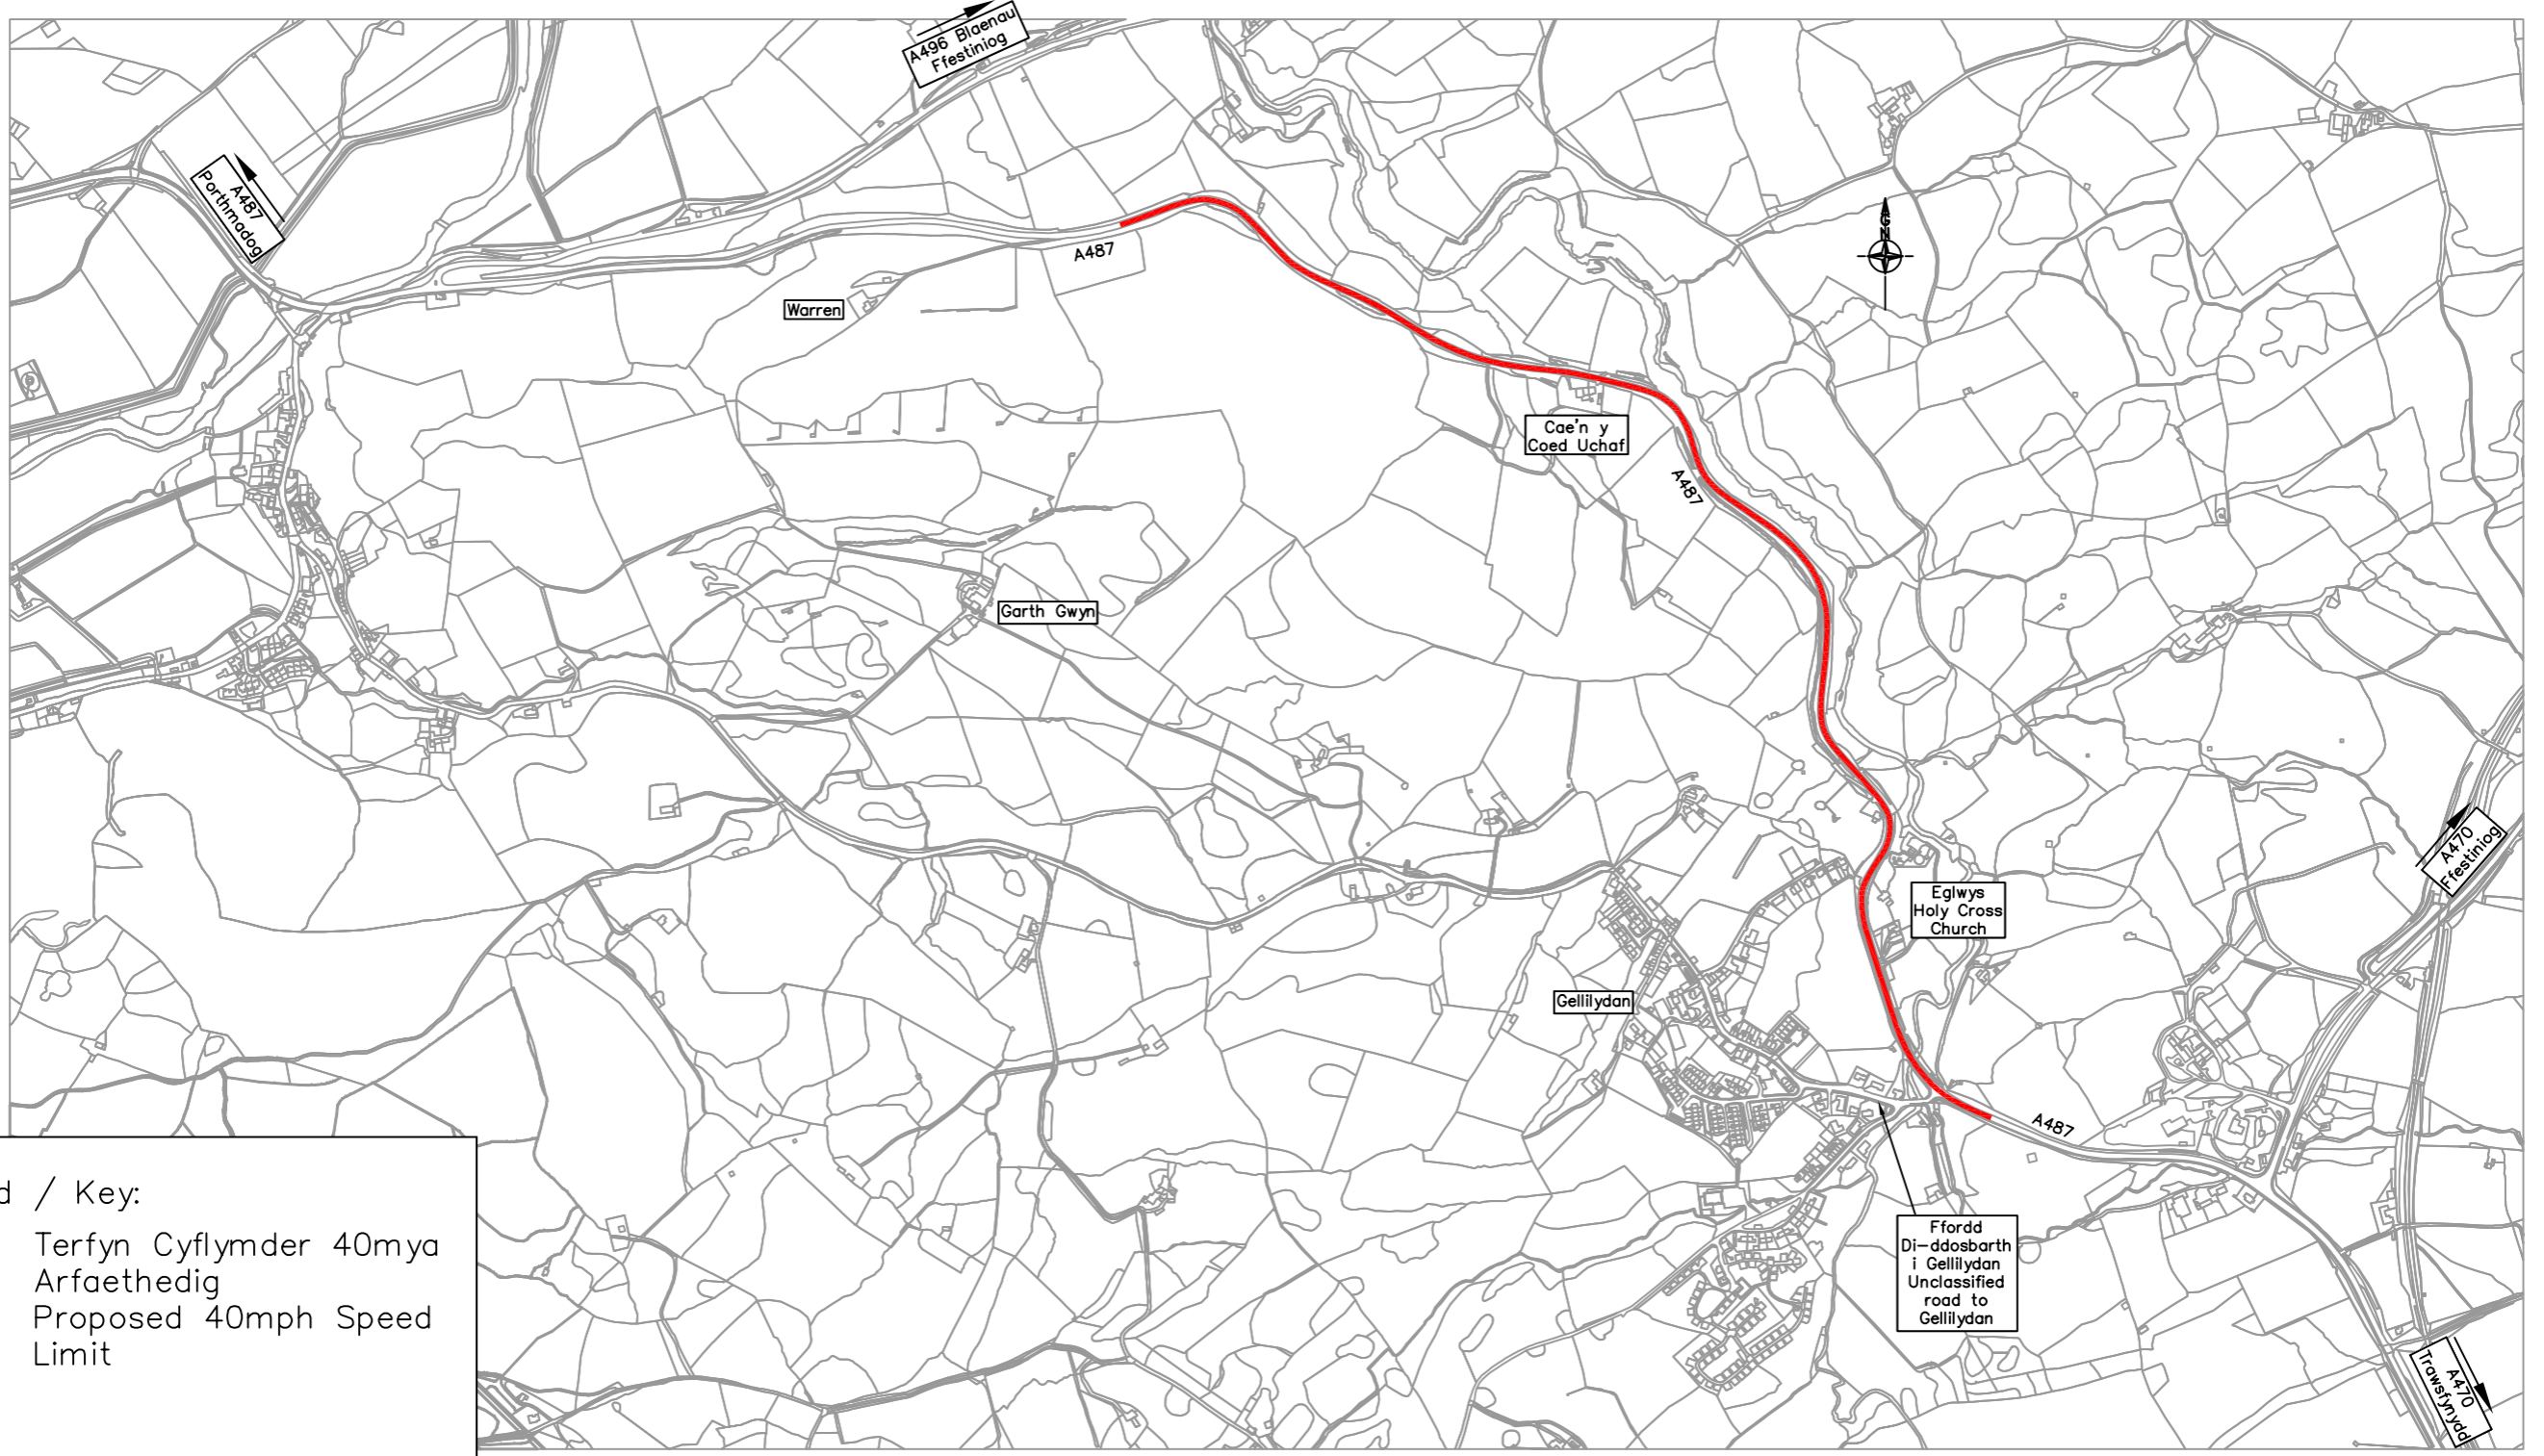 A496 Blaenau
Ffestiniog
A487
Porthmadog
A487
GN
Warren
Cae'n y
Coed Uchaf
A487
Garth Gwyn
A470
Ffestiniog
Eglwys
Holy Cross
Church
Gellilydan
A487
Ffordd
Di-ddosbarth
i Gellilydan
Unclassified
road to
Gellilydan
A470
Trawsfynydd
d / Key:
Terfyn Cyflymder 40mya
Arfaethedig
Proposed 40mph Speed
Limit